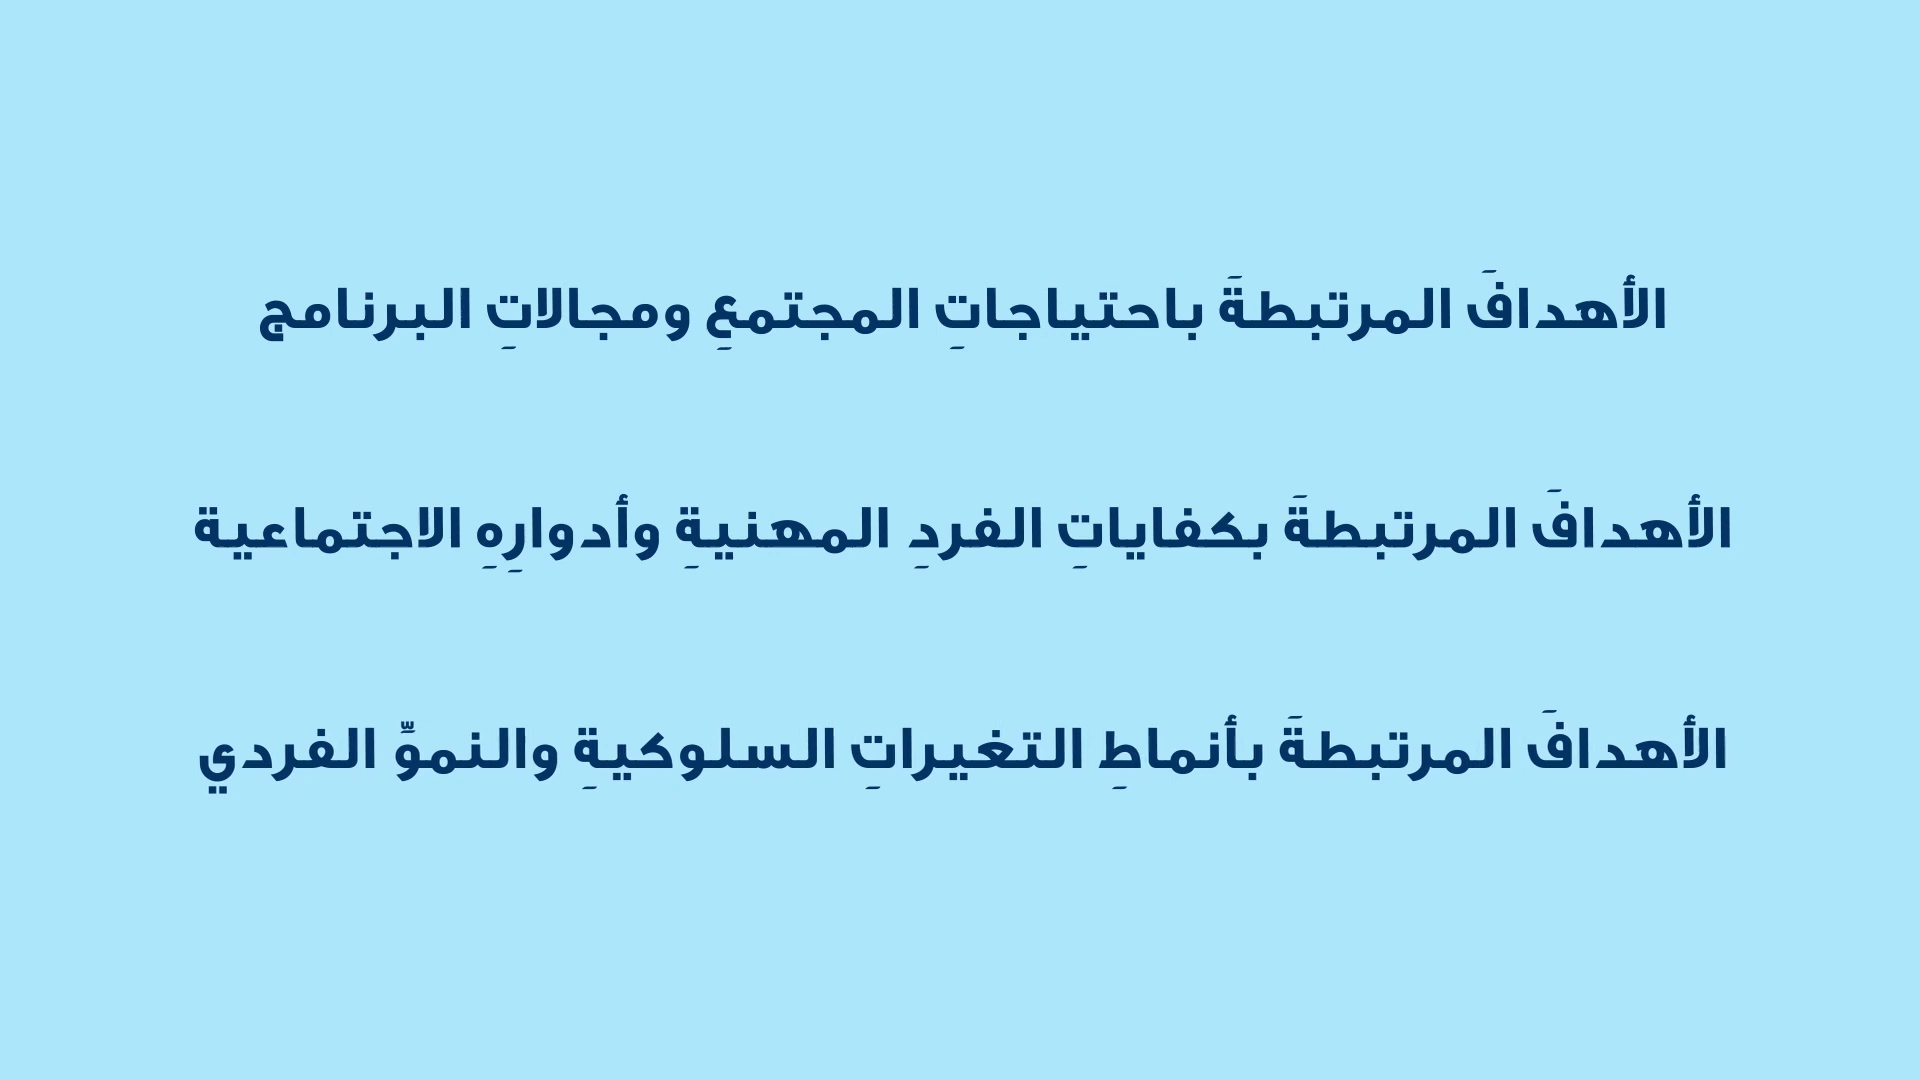 الأهدافَ المرتبطةَ باحتياجاتِ المجتمعِ ومجالاتِ البرنامج
الأهدافَ المرتبطةَ بكفاياتِ الفردِ المهنيةِ وأدوارِهِ الاجتماعية
الأهدافَ المرتبطةَ بأنماطِ التغيراتِ السلوكيةِ والنموِّ الفردي